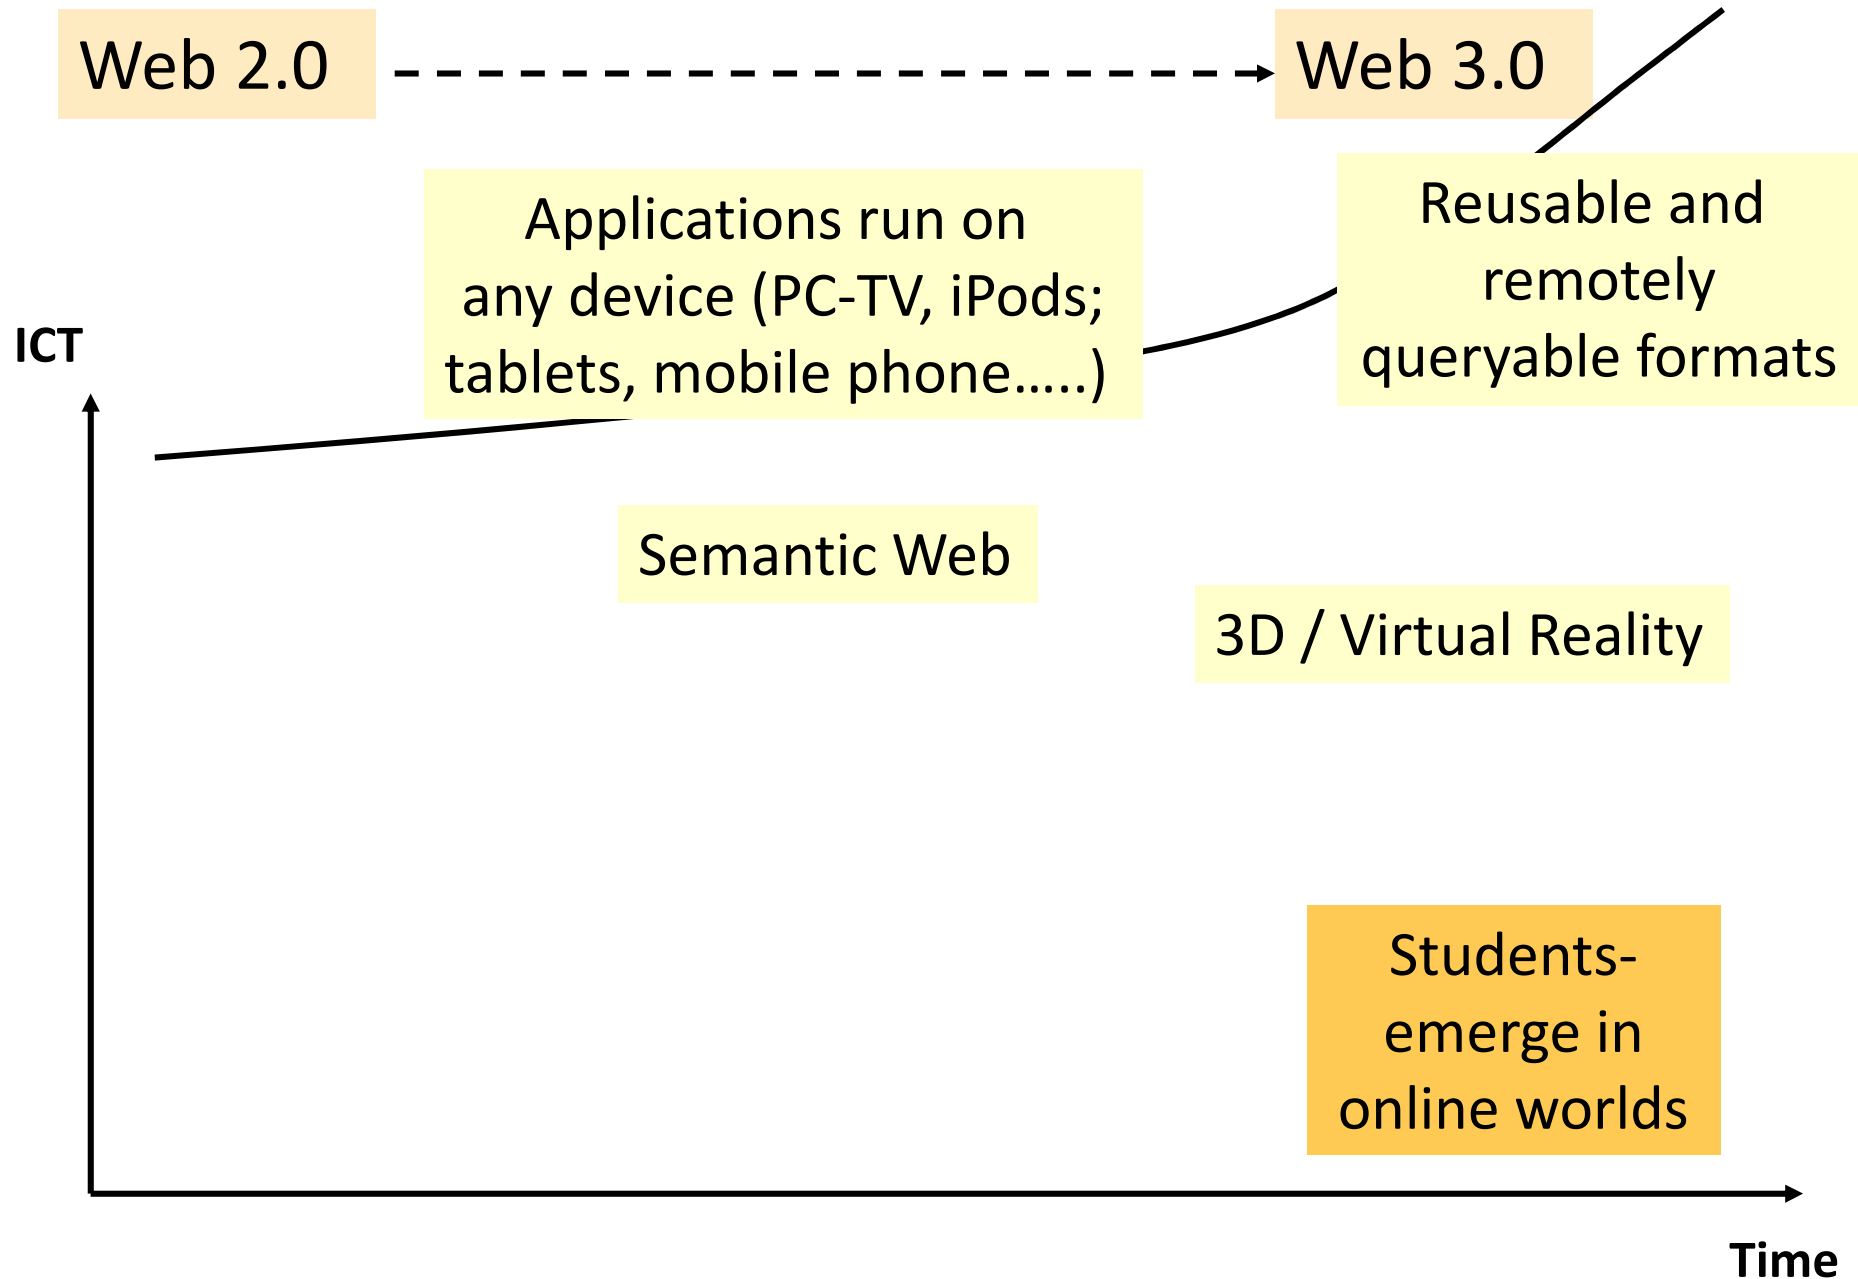 Web 2.0
Web 3.0
Applications run on
any device (PC-TV, iPods;
tablets, mobile phone…..)
Reusable and
remotely
queryable formats
ICT
Semantic Web
3D / Virtual Reality
Students-
emerge in
online worlds
Time